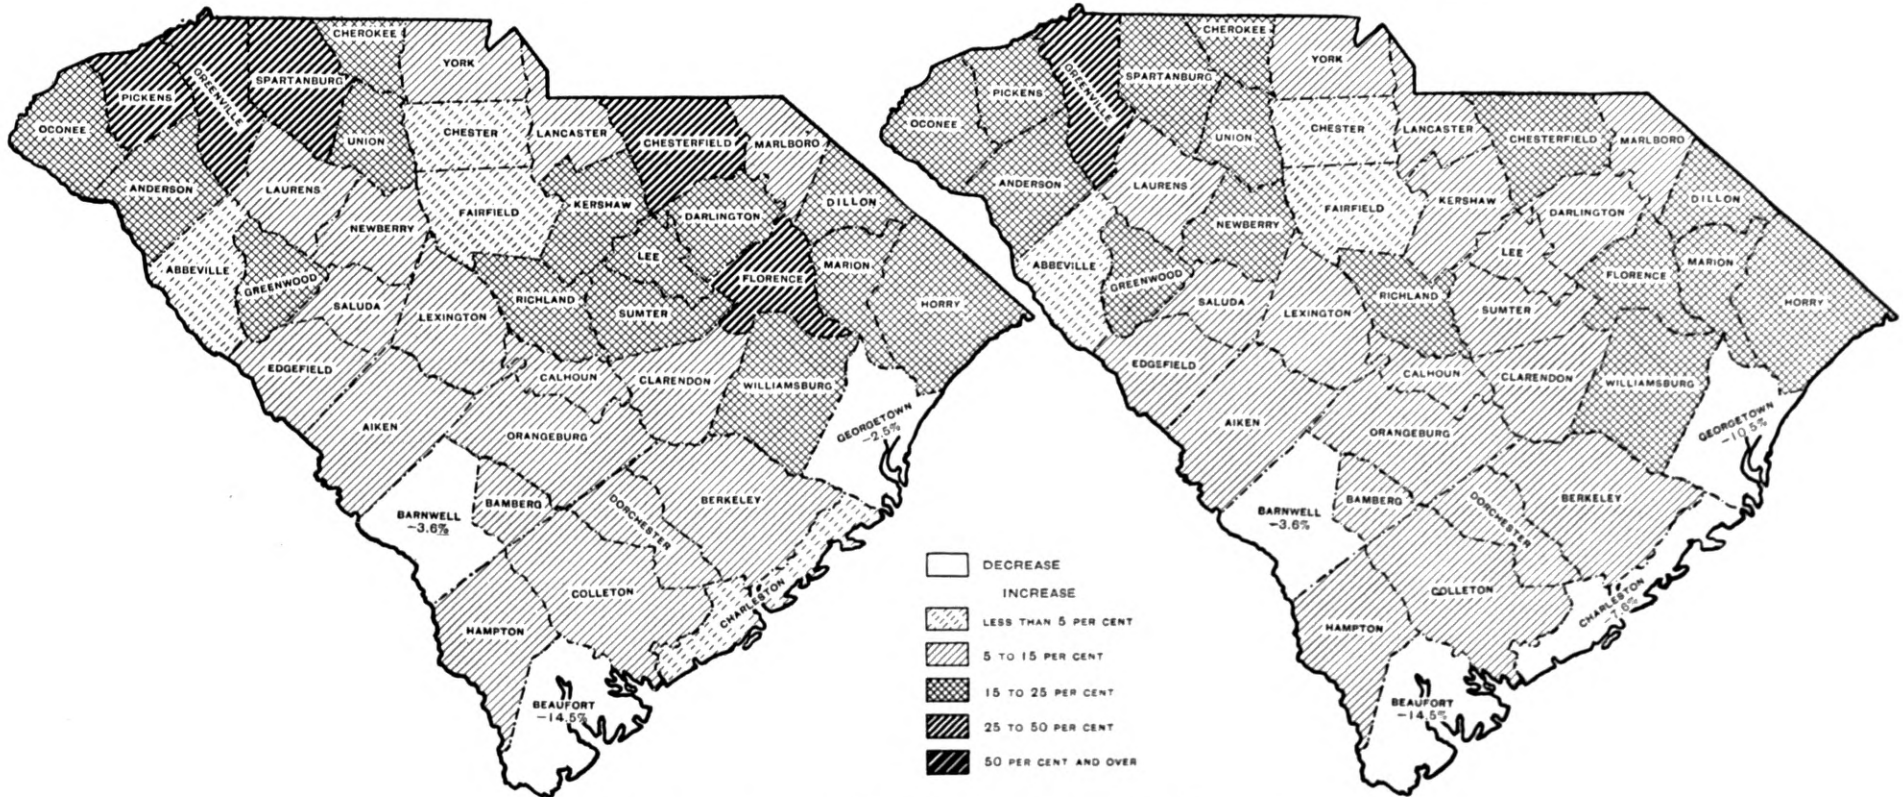 CHEROKEE
YORK
SPARTANBURG
GREENVILLE
PICKENS
OCONEE
UNION
CHESTER
LANCASTER
CHESTERFIELD
MARLBORO
ANDERSON
LAURENS
DILLON
KERSHAW
FAIRFIELD
DARLINGTON
NEWBERRY
LEE
ABBEVILLE
GREENWOOD
MARION
FLORENCE
RICHLAND
HORRY
SALUDA
LEXINGTON
SUMTER
EDGEFIELD
CALHOUN
CLARENDON
WILLIAMSBURG
AIKEN
ORANGEBURG
GEORGETOWN
-2.5%
BAMBERG
BERKELEY
DORCHESTER
BARNWELL
-3.6%
COLLETON
CHARLESTON
HAMPTON
BEAUFORT
-14.5%
DECREASE
INCREASE
LESS THAN 5 PER CENT
5 TO 15 PER CENT
15 TO 25 PER CENT
25 TO 50 PER CENT
50 PER CENT AND OVER
CHEROKEE
YORK
SPARTANBURG
GREENVILLE
PICKENS
OCONEE
UNION
CHESTER
LANCASTER
CHESTERFIELD
MARLBORO
ANDERSON
LAURENS
DILLON
KERSHAW
FAIRFIELD
DARLINGTON
NEWBERRY
LEE
ABBEVILLE
GREENWOOD
MARION
FLORENCE
RICHLAND
HORRY
SALUDA
LEXINGTON
SUMTER
EDGEFIELD
CALHOUN
CLARENDON
WILLIAMSBURG
AIKEN
ORANGEBURG
GEORGETOWN
-10.5%
BAMBERG
BERKELEY
DORCHESTER
BARNWELL
-3.6%
COLLETON
CHARLESTON
-7.6%
HAMPTON
BEAUFORT
-14.5%